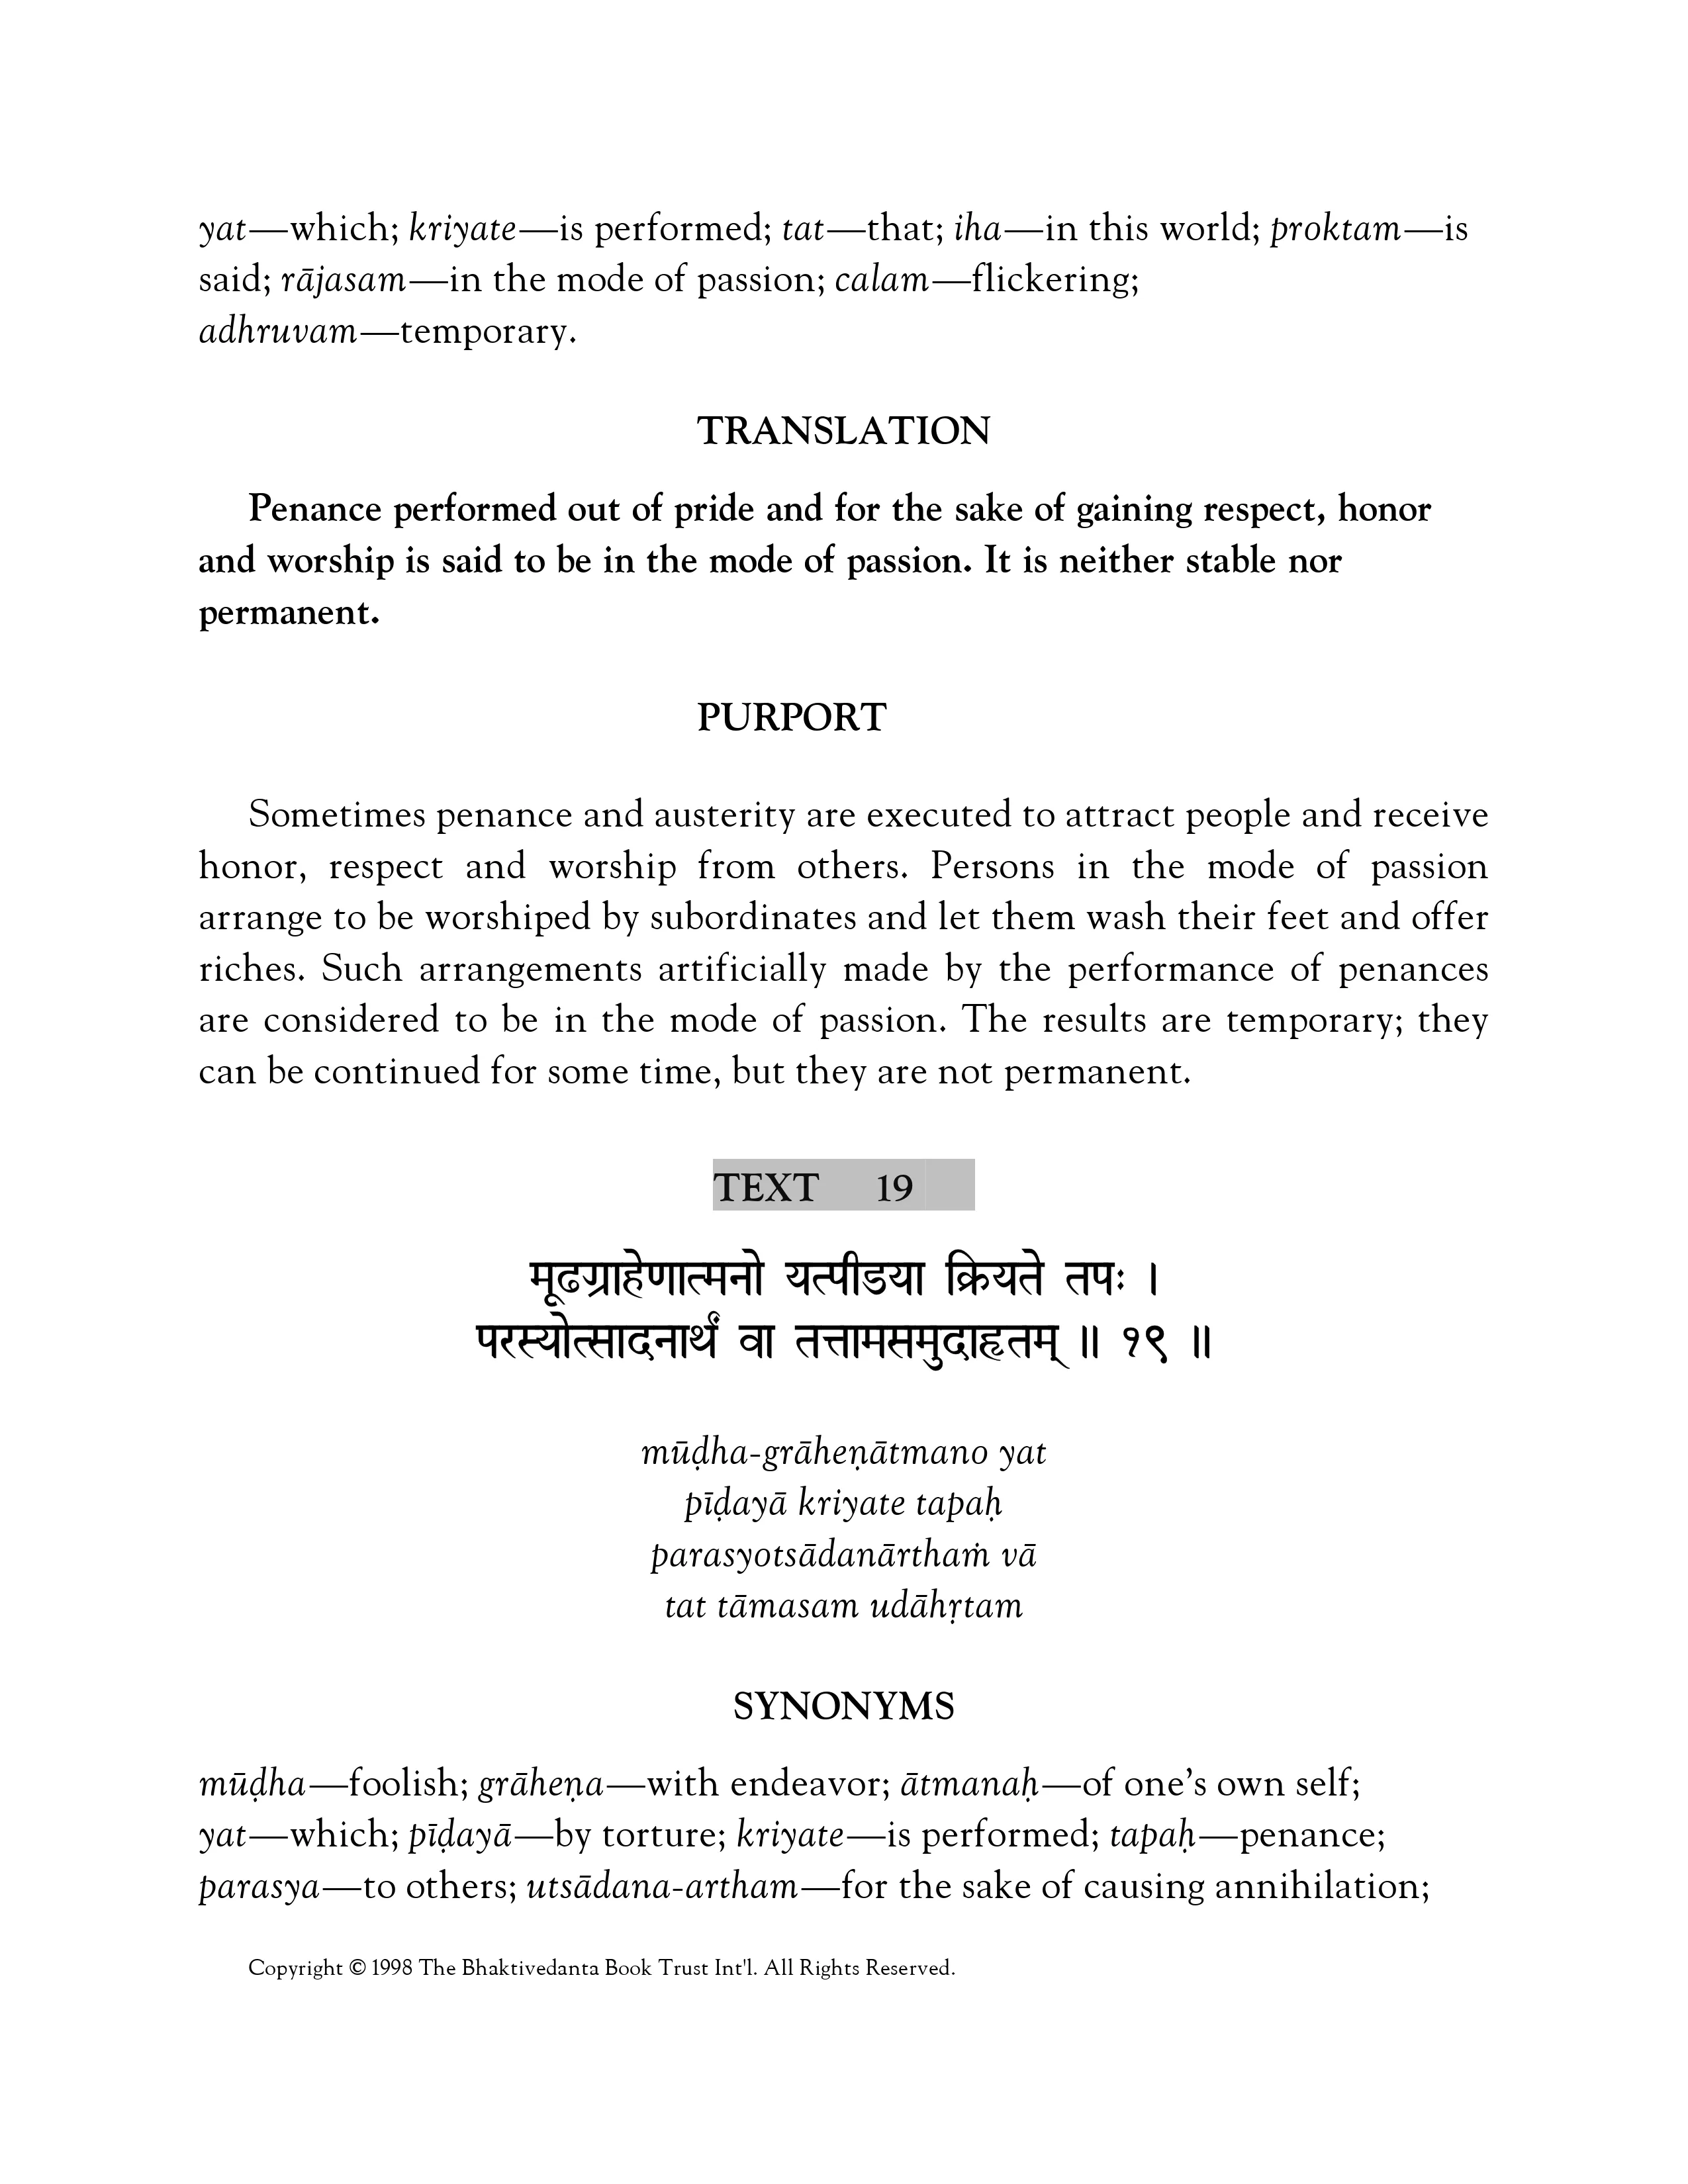 yat—which; kriyate—is performed; tat—that; iha—in this world; proktam—is
said; rājasam—in the mode of passion; calam—flickering;
adhruvam—temporary.
TRANSLATION
Penance performed out of pride and for the sake of gaining respect, honor
and worship is said to be in the mode of passion. It is neither stable nor
permanent.
PURPORT
Sometimes penance and austerity are executed to attract people and receive
honor, respect and worship from others. Persons in the mode of passion
arrange to be worshiped by subordinates and let them wash their feet and offer
riches. Such arrangements artificially made by the performance of penances
are considered to be in the mode of passion. The results are temporary; they
can be continued for some time, but they are not permanent.
TEXT 19
मूढग्राहेणात्मनो यत्पीडया क्रियते तपः ।
परस्योत्सादनार्थं वा तत्तामसमुदाहृतम् ॥ १९ ॥
mūḍha-grāheṇātmano yat
pīḍayā kriyate tapaḥ
parasyotsādanārthaṁ vā
tat tāmasam udāhṛtam
SYNONYMS
mūḍha—foolish; grāheṇa—with endeavor; ātmanaḥ—of one’s own self;
yat—which; pīḍayā—by torture; kriyate—is performed; tapaḥ—penance;
parasya—to others; utsādana-artham—for the sake of causing annihilation;
Copyright © 1998 The Bhaktivedanta Book Trust Int'l. All Rights Reserved.